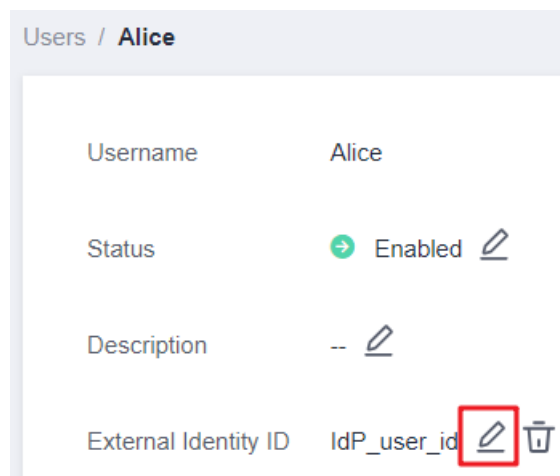 Users / Alice
Username Alice
Status Enabled
Description --
External Identity ID IdP_user_id